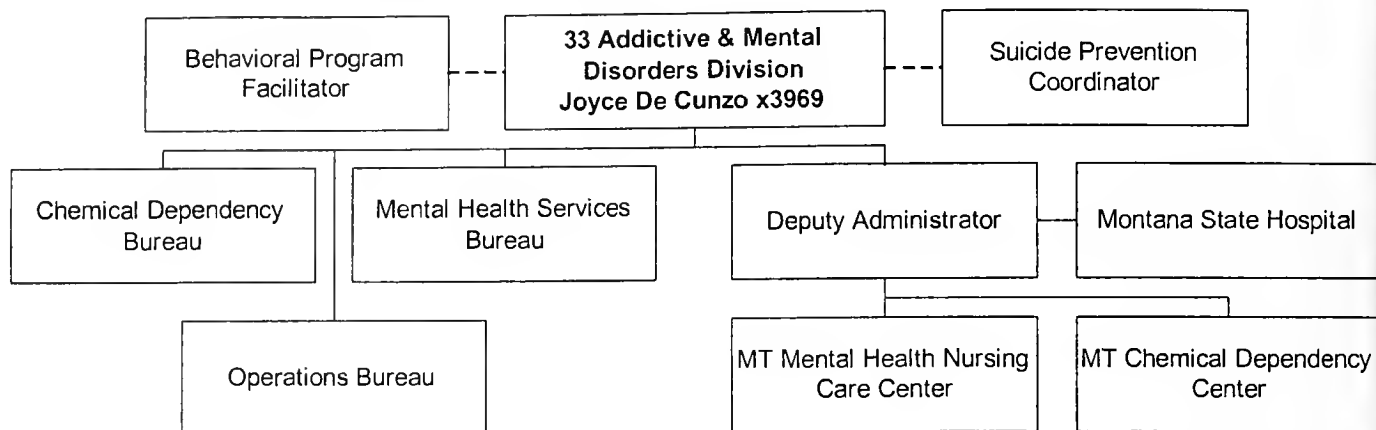 Behavioral Program
Facilitator
33 Addictive & Mental
Disorders Division
Joyce De Cunzo x3969
Suicide Prevention
Coordinator
Chemical Dependency
Bureau
Mental Health Services
Bureau
Deputy Administrator
Montana State Hospital
Operations Bureau
MT Mental Health Nursing
Care Center
MT Chemical Dependency
Center